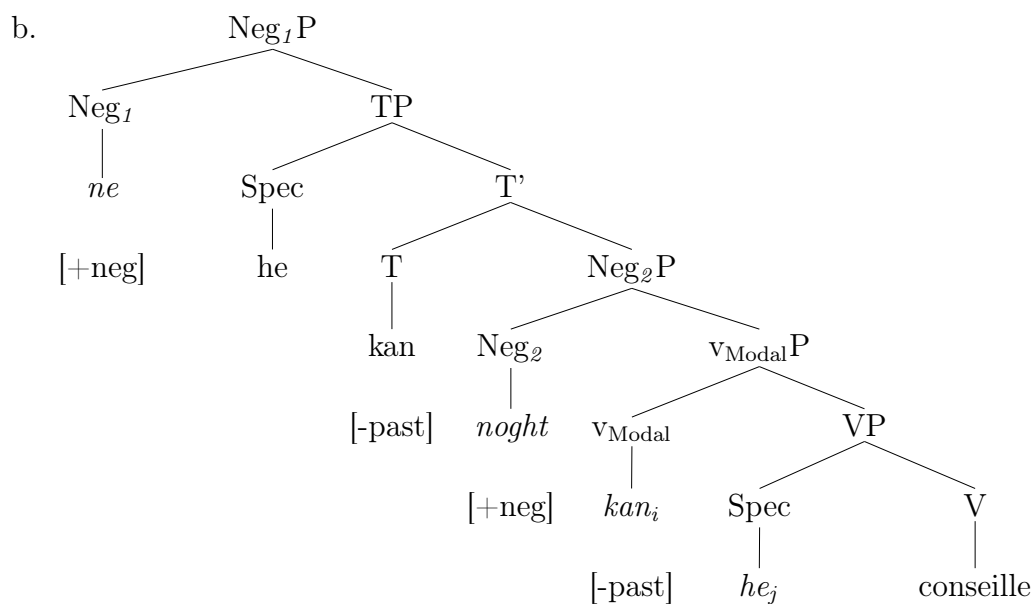 b.
Neg1P
Neg1 TP
ne Spec T'
[+neg] he T Neg2P
kan Neg2 vModalP
[-past] noght vModal VP
[+neg] kani Spec V
[-past] hej conseille